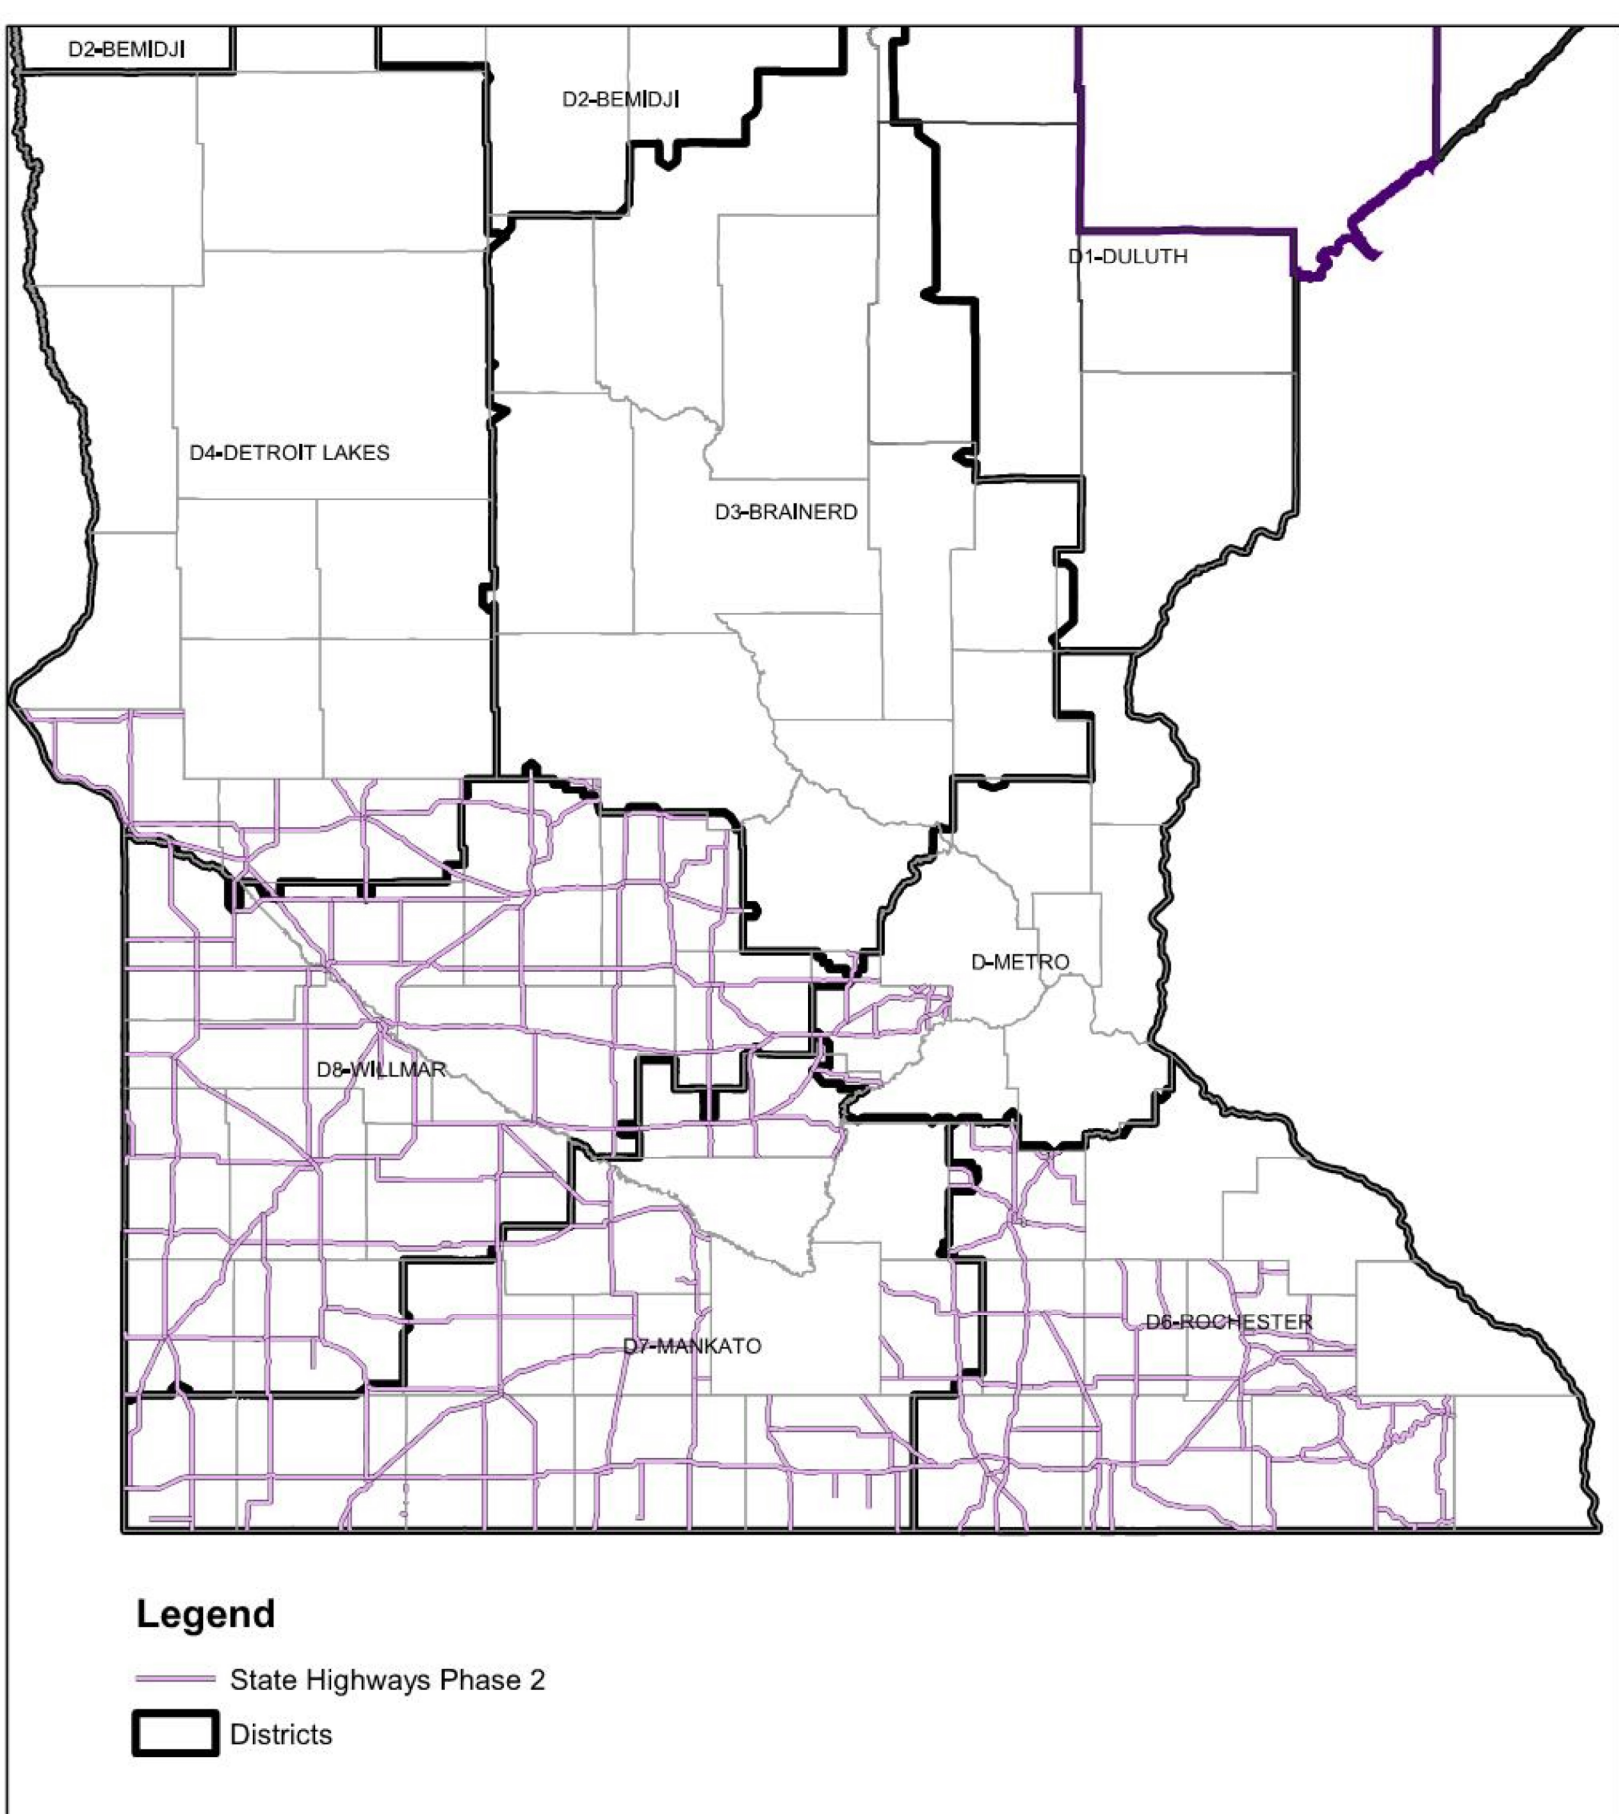 D2-BEMIDJI
D2-BEMIDJI
D1-DULUTH
D4-DETROIT LAKES
D3-BRAINERD
D-METRO
D8-WILLMAR
D6-ROCHESTER
D7-MANKATO
Legend
State Highways Phase 2
Districts